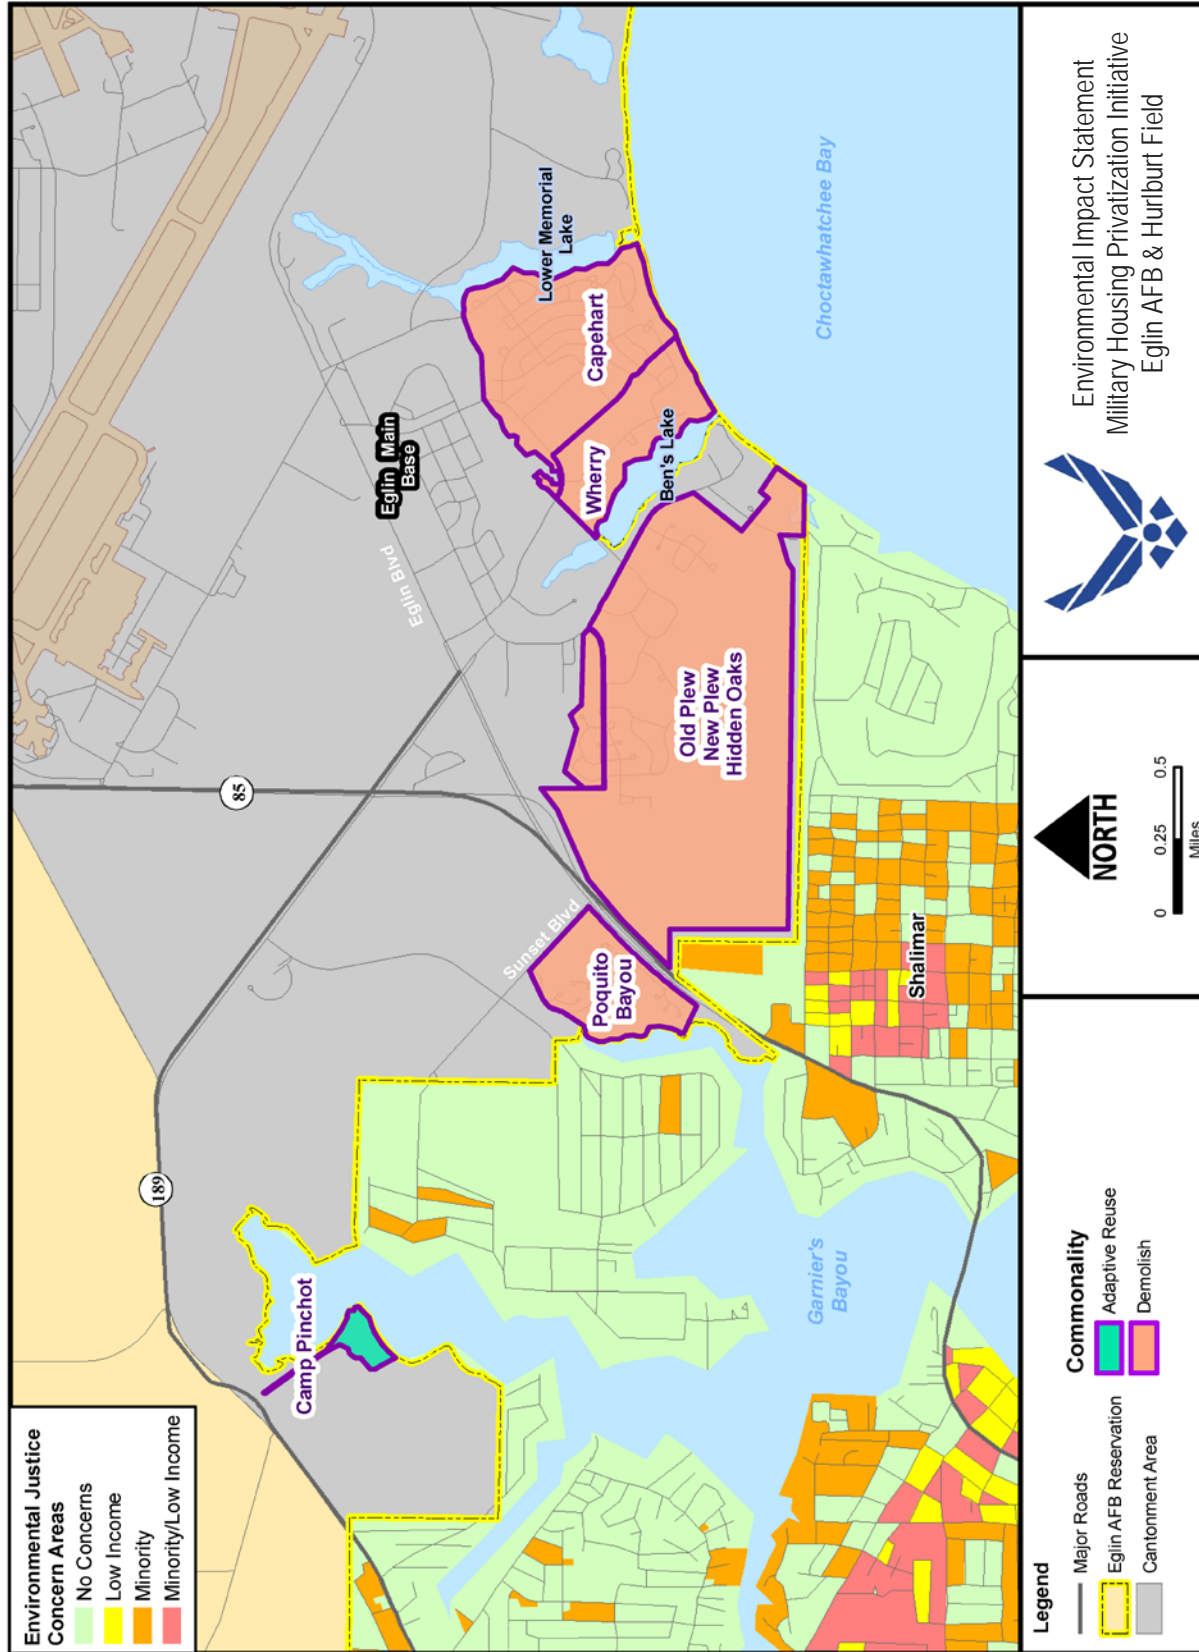 Environmental Justice
Concern Areas
No Concerns
Low Income
Minority
Minority/Low Income
189
85
Camp Pinchot
Eglin Main
Base
Eglin Blvd
Lower Memorial
Lake
Capehart
Wherry
Ben's Lake
Choctawhatchee Bay
Sunset Blvd
Poquito
Bayou
Old Plew
New Plew
Hidden Oaks
Garnier's
Bayou
Shalimar
Legend
Major Roads
Eglin AFB Reservation
Cantonment Area
Commonality
Adaptive Reuse
Demolish
NORTH
0 0.25 0.5
Miles
Environmental Impact Statement
Military Housing Privatization Initiative
Eglin AFB & Hurlburt Field